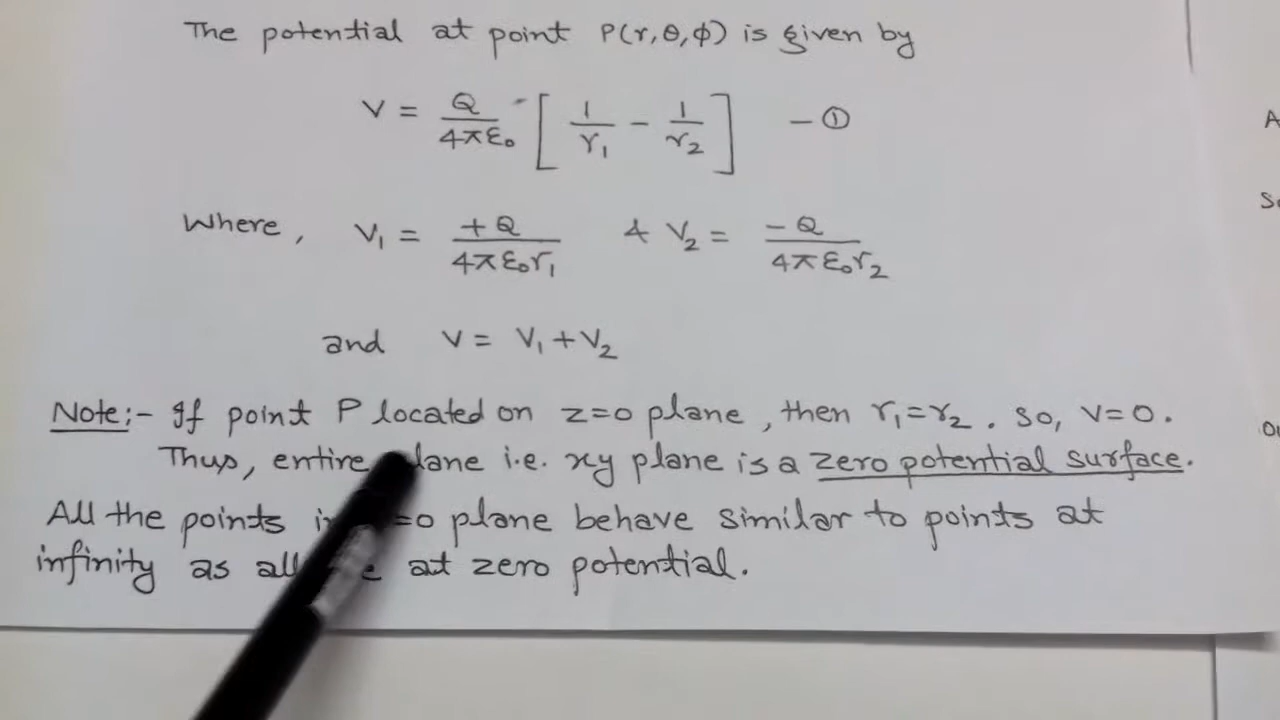 The potential at point P(r,θ,φ) is given by
V = Q/4πε₀ [1/r₁ - 1/r₂] - ①
Where, V₁ = +Q/4πε₀r₁ & V₂ = -Q/4πε₀r₂
and V = V₁ + V₂
Note:- If point P located on z=0 plane, then r₁=r₂. So, V=0.
Thus, entire plane i.e. xy plane is a zero potential surface.
All the points in =0 plane behave similar to points at
infinity as all at zero potential.